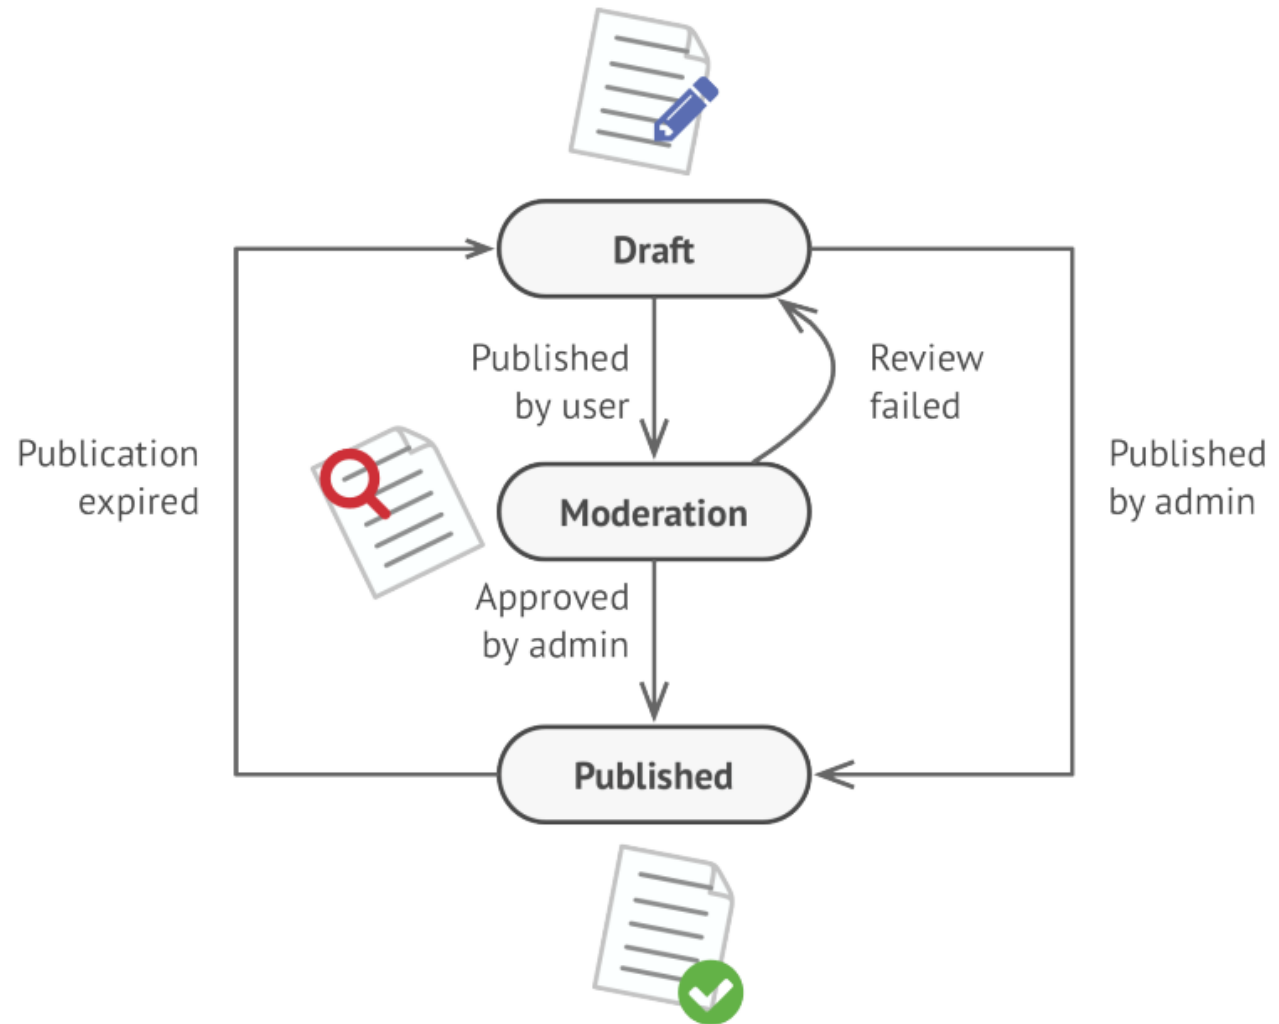 Draft
Published
by user
Review
failed
Publication
expired
Published
by admin
Moderation
Approved
by admin
Published